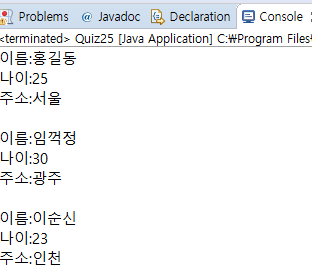 Problems @ Javadoc Declaration Console
<terminated> Quiz25 [Java Application] C:₩Program Files₩
이름:홍길동
나이:25
주소:서울
이름:임꺽정
나이:30
주소:광주
이름:이순신
나이:23
주소:인천